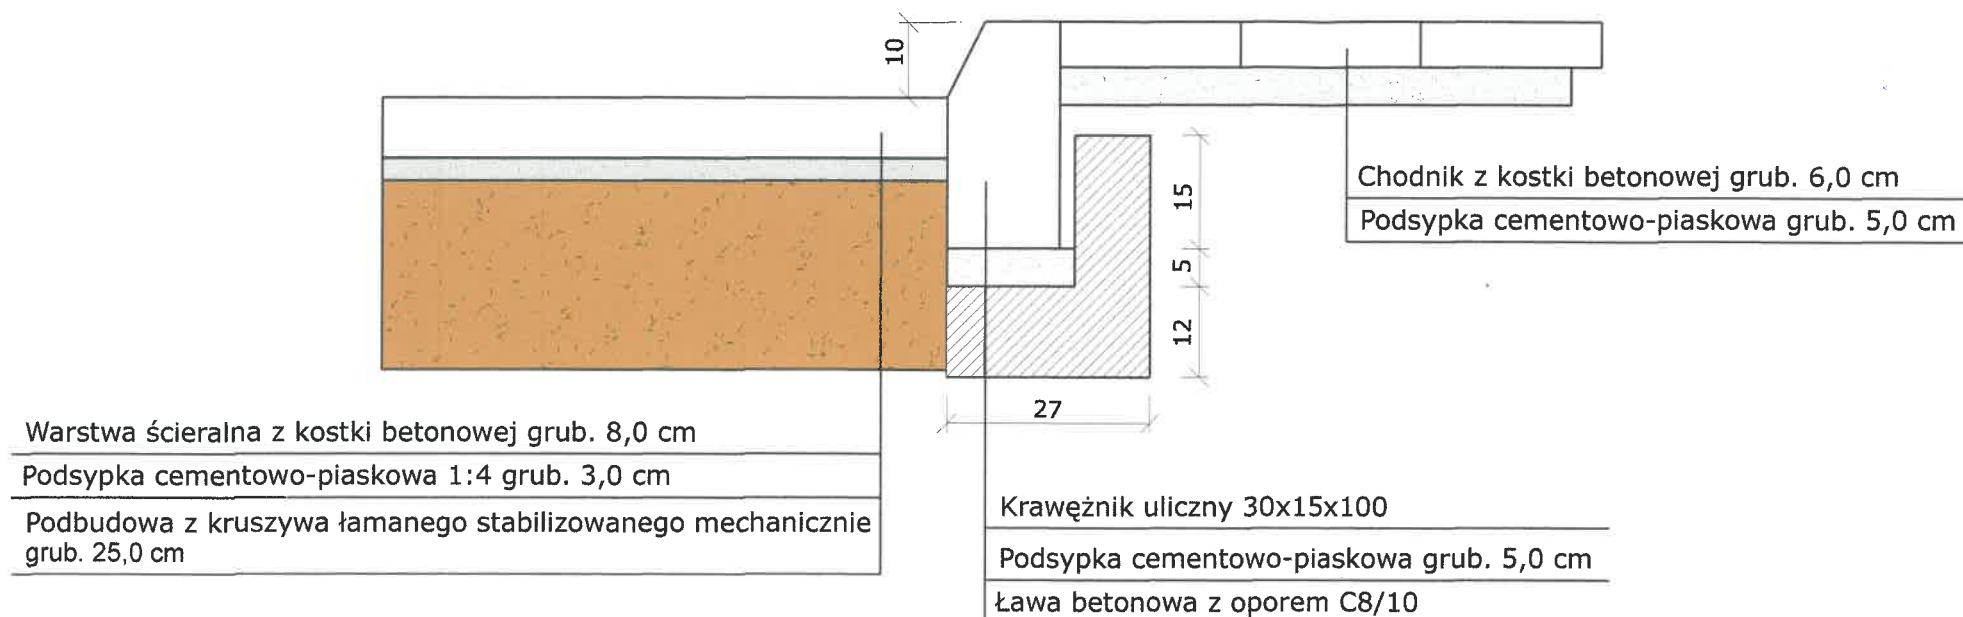 10
Chodnik z kostki betonowej grub. 6,0 cm
Podsypka cementowo-piaskowa grub. 5,0 cm
15
5
12
27
Warstwa ścieralna z kostki betonowej grub. 8,0 cm
Podsypka cementowo-piaskowa 1:4 grub. 3,0 cm
Podbudowa z kruszywa łamanego stabilizowanego mechanicznie
grub. 25,0 cm
Krawężnik uliczny 30x15x100
Podsypka cementowo-piaskowa grub. 5,0 cm
Ława betonowa z oporem C8/10